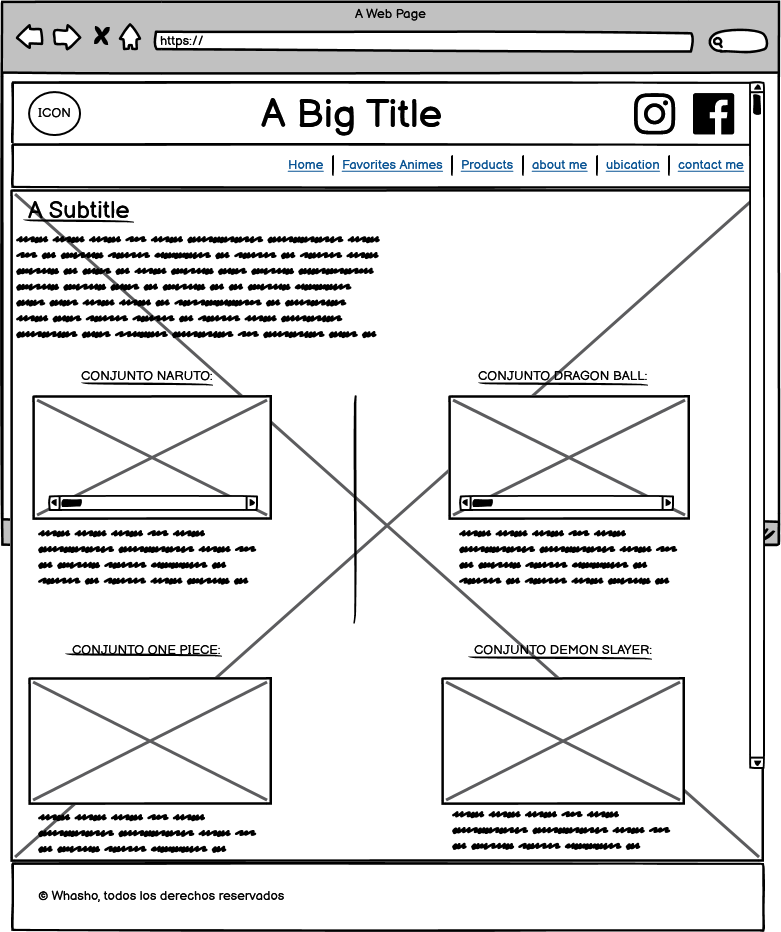 A Web Page
https://
ICON
A Big Title
Home
Favorites Animes
Products
about me
ubication
contact me
A Subtitle
CONJUNTO NARUTO:
CONJUNTO DRAGON BALL:
CONJUNTO ONE PIECE:
CONJUNTO DEMON SLAYER:
© Whasho, todos los derechos reservados